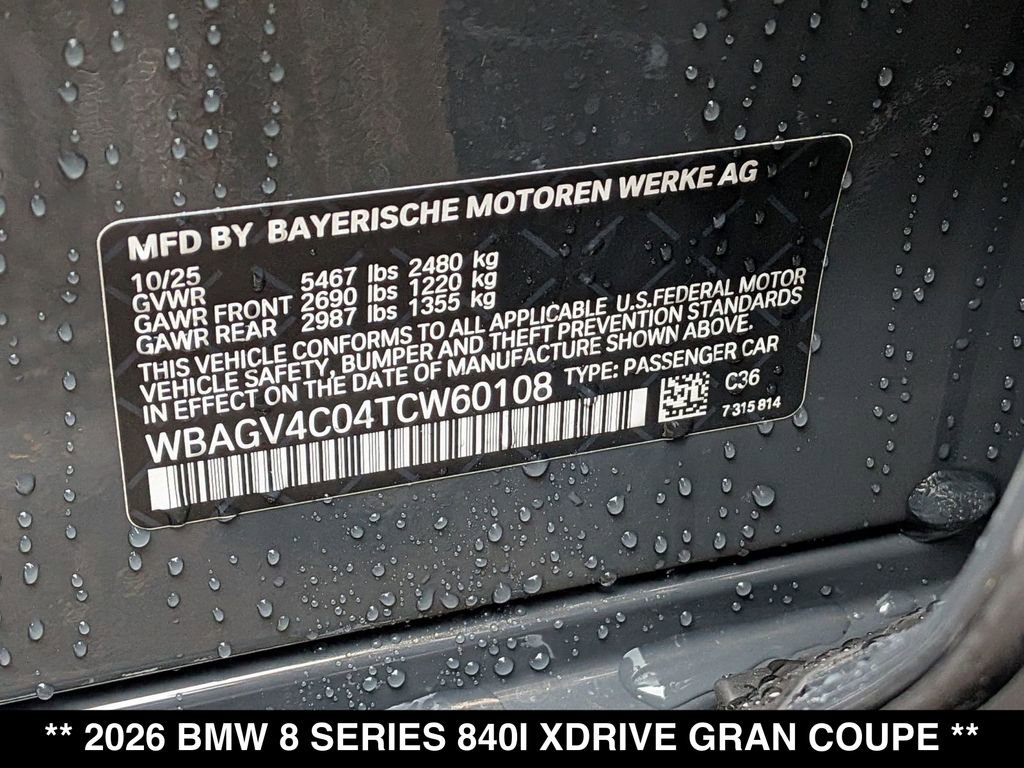 MFD BY BAYERISCHE MOTOREN WERKE AG
10/25
GVWR 5467 lbs 2480 kg
GAWR FRONT 2690 lbs 1220 kg
GAWR REAR 2987 lbs 1355 kg
THIS VEHICLE CONFORMS TO ALL APPLICABLE U.S.FEDERAL MOTOR
VEHICLE SAFETY, BUMPER AND THEFT PREVENTION STANDARDS
IN EFFECT ON THE DATE OF MANUFACTURE SHOWN ABOVE.
WBAGV4C04TCW60108 TYPE: PASSENGER CAR
C36
7 315 814
** 2026 BMW 8 SERIES 840I XDRIVE GRAN COUPE **